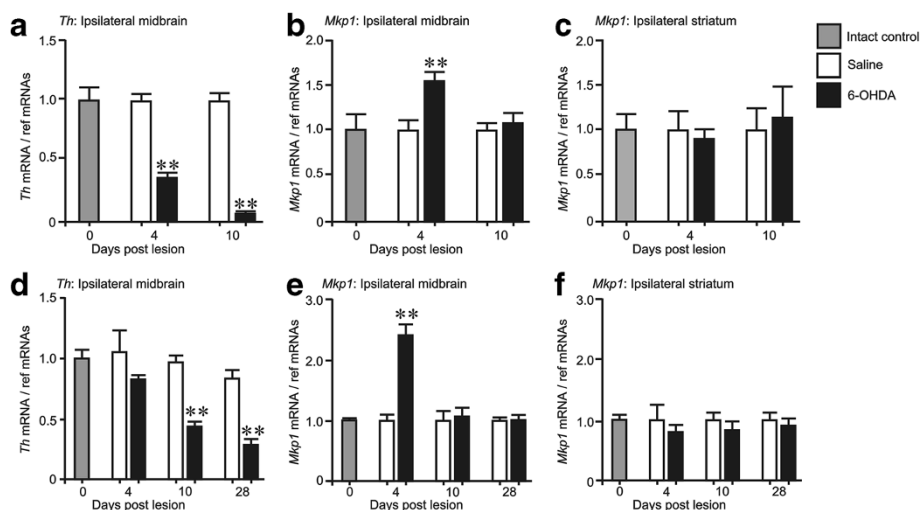 a
Th: Ipsilateral midbrain
Th mRNA / ref mRNAs
1.5
1.0
0.5
0
**
**
0
4
10
Days post lesion
b
Mkp1: Ipsilateral midbrain
Mkp1 mRNA / ref mRNAs
2.0
1.5
1.0
0.5
0
**
0
4
10
Days post lesion
c
Mkp1: Ipsilateral striatum
Mkp1 mRNA / ref mRNAs
2.0
1.5
1.0
0.5
0
0
4
10
Days post lesion
Intact control
Saline
6-OHDA
d
Th: Ipsilateral midbrain
Th mRNA / ref mRNAs
1.5
1.0
0.5
0
**
**
0
4
10
28
Days post lesion
e
Mkp1: Ipsilateral midbrain
Mkp1 mRNA / ref mRNAs
3.0
2.0
1.0
0
**
0
4
10
28
Days post lesion
f
Mkp1: Ipsilateral striatum
Mkp1 mRNA / ref mRNAs
3.0
2.0
1.0
0
0
4
10
28
Days post lesion